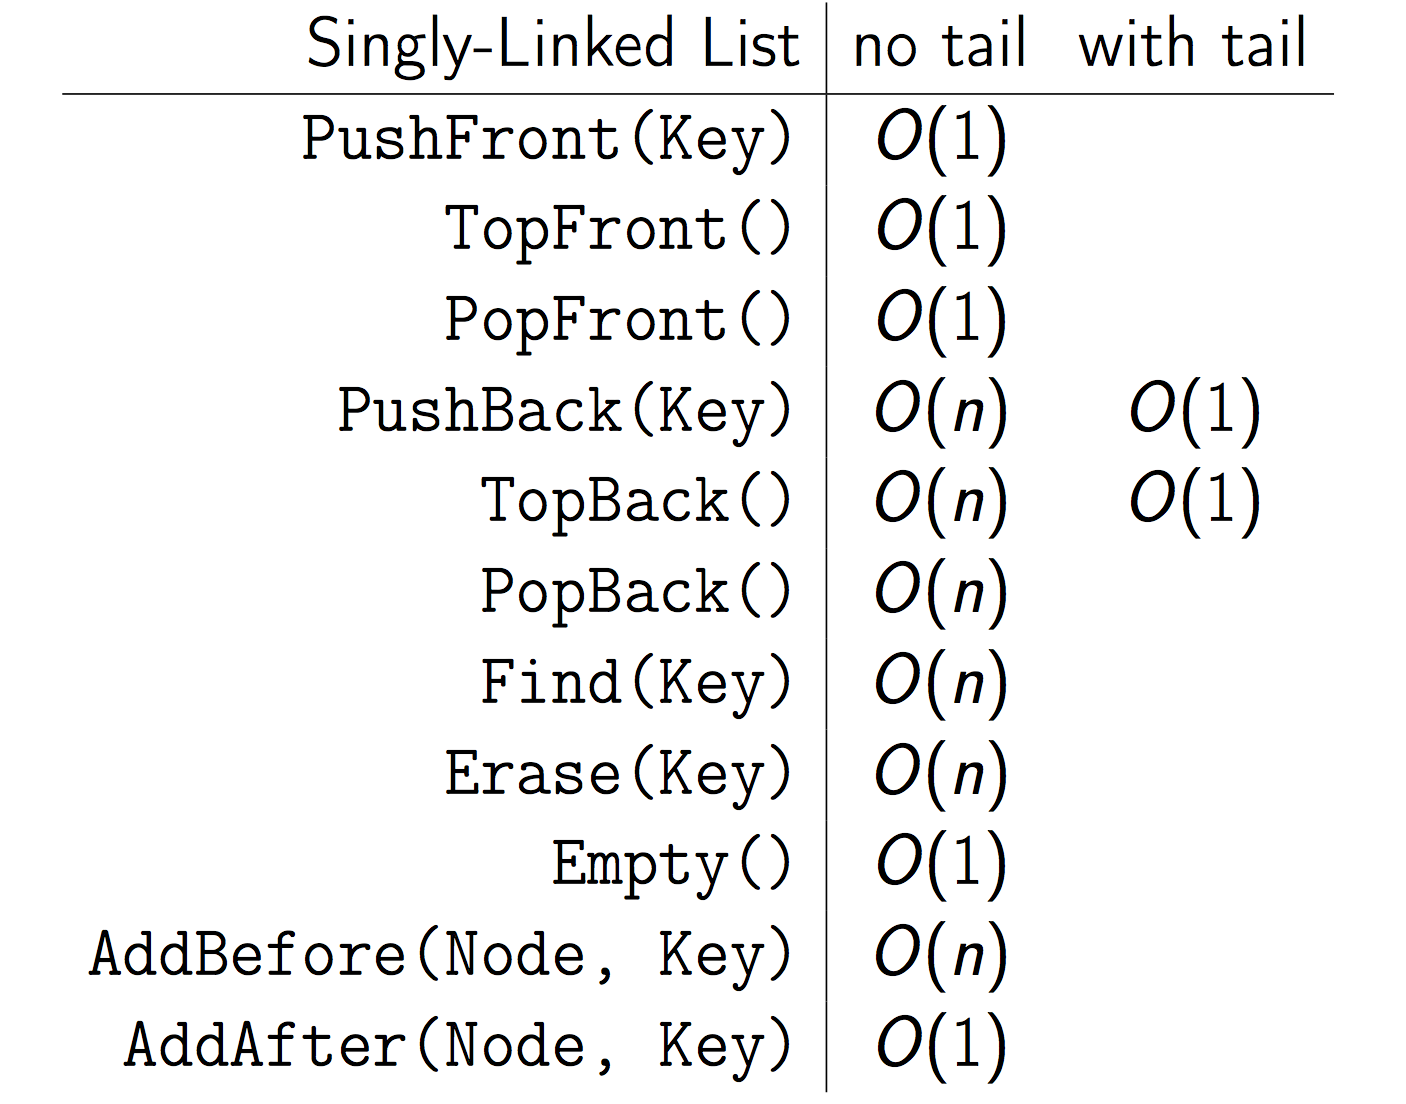 Singly-Linked List no tail with tail
PushFront(Key) O(1)
TopFront() O(1)
PopFront() O(1)
PushBack(Key) O(n) O(1)
TopBack() O(n) O(1)
PopBack() O(n)
Find(Key) O(n)
Erase(Key) O(n)
Empty() O(1)
AddBefore(Node, Key) O(n)
AddAfter(Node, Key) O(1)